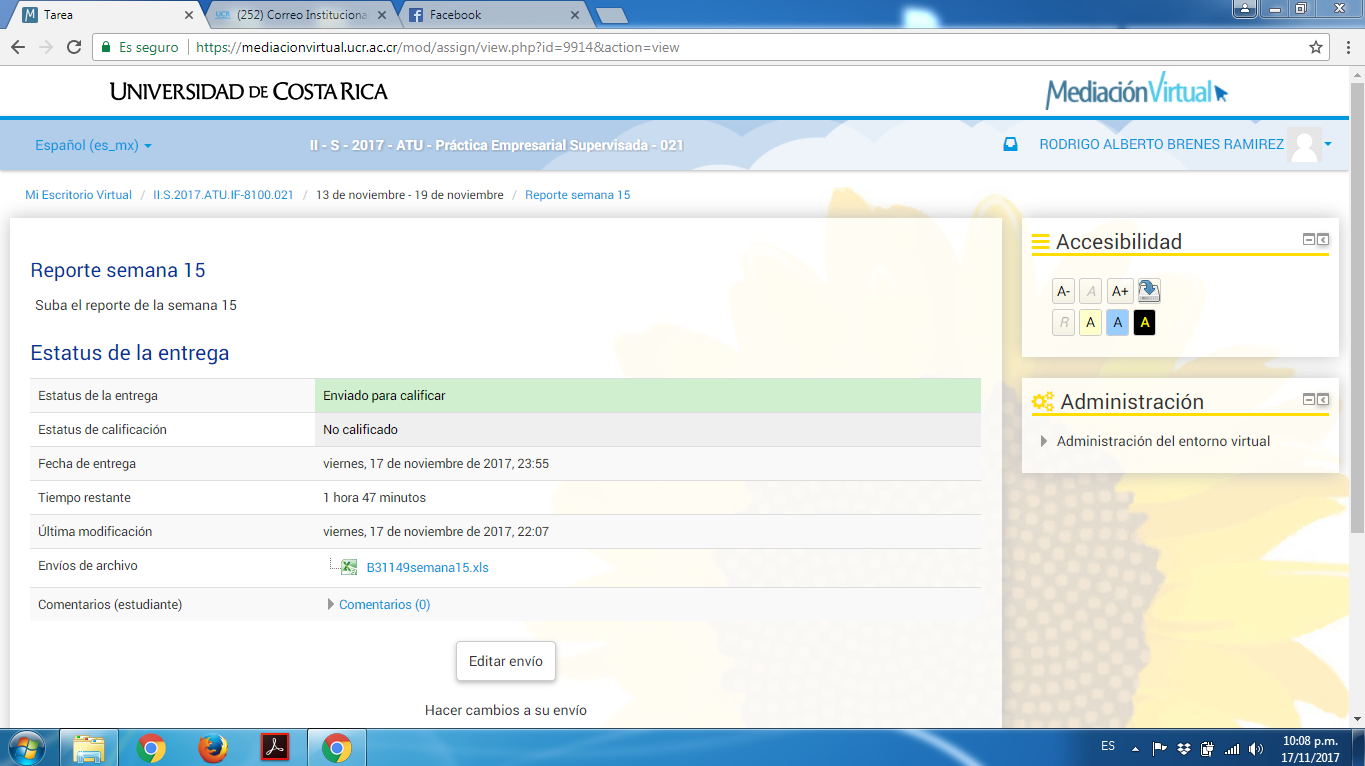 Tarea
(252) Correo Instituciona
Facebook
Es seguro
https://mediacionvirtual.ucr.ac.cr/mod/assign/view.php?id=9914&action=view
UNIVERSIDAD DE COSTA RICA
MediaciónVirtual
Español (es_mx)
II - S - 2017 - ATU - Práctica Empresarial Supervisada - 021
RODRIGO ALBERTO BRENES RAMIREZ
Mi Escritorio Virtual / II.S.2017.ATU.IF-8100.021 / 13 de noviembre - 19 de noviembre / Reporte semana 15
Reporte semana 15
Suba el reporte de la semana 15
Estatus de la entrega
Estatus de la entrega Enviado para calificar
Estatus de calificación No calificado
Fecha de entrega viernes, 17 de noviembre de 2017, 23:55
Tiempo restante 1 hora 47 minutos
Última modificación viernes, 17 de noviembre de 2017, 22:07
Envíos de archivo B31149semana15.xls
Comentarios (estudiante) Comentarios (0)
Editar envío
Hacer cambios a su envío
Accesibilidad
A- A A+
R A A A
Administración
Administración del entorno virtual
ES
10:08 p.m.
17/11/2017